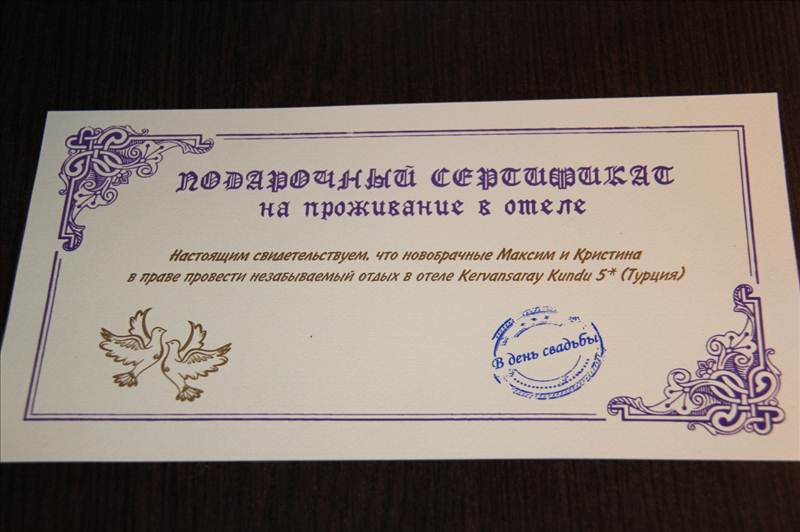 ПОДАРОЧНЫЙ СЕРТИФИКАТ
на проживание в отеле
Настоящим свидетельствуем, что новобрачные Максим и Кристина
в праве провести незабываемый отдых в отеле Kervansaray Kundu 5* (Турция)
В день свадьбы